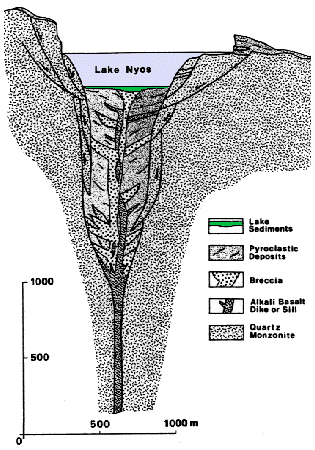 Lake Nyos
Lake
Sediments
Pyroclastic
Deposits
Breccia
Alkali Basalt
Dike or Sill
Quartz
Monzonite
1000
500
0
500
1000 m